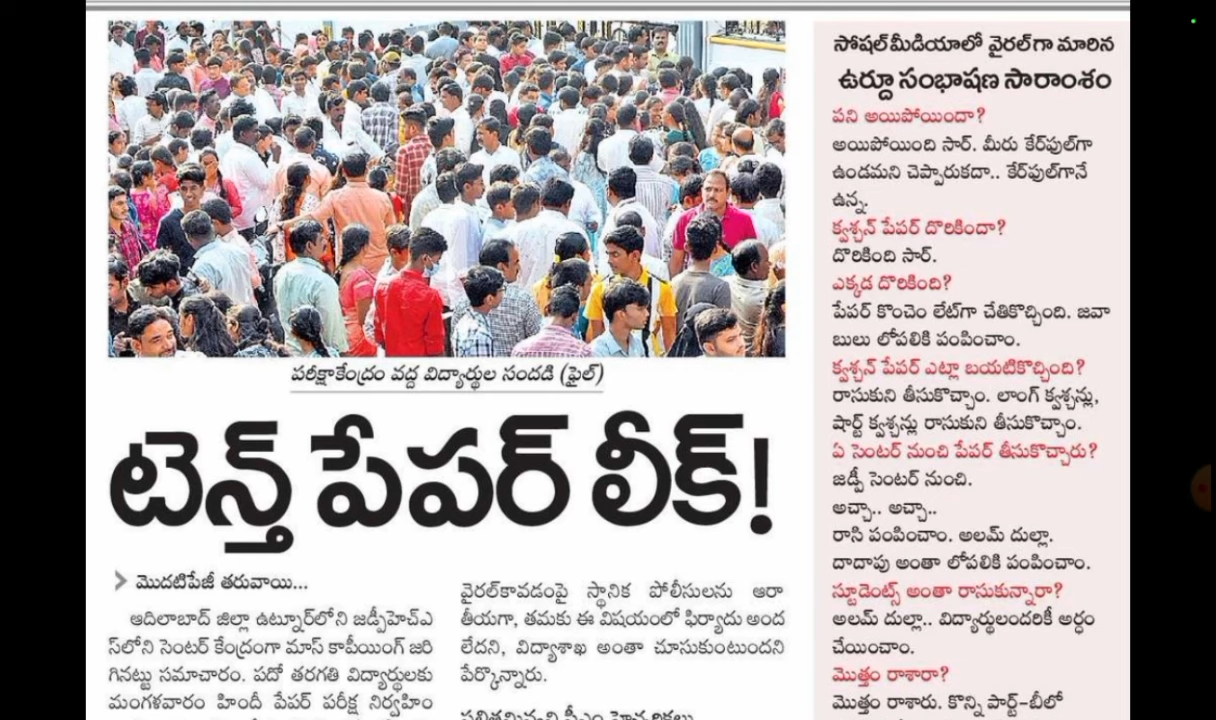 పరీక్షాకేంద్రం వద్ద విద్యార్థుల సందడి (ఫైల్)
టెన్త్ పేపర్ లీక్!
మొదటిపేజీ తరువాయి...
ఆదిలాబాద్ జిల్లా ఉట్నూర్‌లోని జడ్పీహెచ్ఎ
స్‌లోని సెంటర్ కేంద్రంగా మాస్ కాపీయింగ్ జరి
గినట్టు సమాచారం. పదో తరగతి విద్యార్థులకు
మంగళవారం హిందీ పేపర్ పరీక్ష నిర్వహిం
వైరల్‌కావడంపై స్థానిక పోలీసులను ఆరా
తీయగా, తమకు ఈ విషయంలో ఫిర్యాదు అంద
లేదని, విద్యాశాఖ అంతా చూసుకుంటుందని
పేర్కొన్నారు.
సోషల్‌మీడియాలో వైరల్‌గా మారిన
ఉర్దూ సంభాషణ సారాంశం
పని అయిపోయిందా?
అయిపోయింది సార్. మీరు కేర్‌ఫుల్‌గా
ఉండమని చెప్పారుకదా.. కేర్‌ఫుల్‌గానే
ఉన్న.
క్వశ్చన్ పేపర్ దొరికిందా?
దొరికింది సార్.
ఎక్కడ దొరికింది?
పేపర్ కొంచెం లేట్‌గా చేతికొచ్చింది. జవా
బులు లోపలికి పంపించాం.
క్వశ్చన్ పేపర్ ఎట్లా బయటికొచ్చింది?
రాసుకుని తీసుకొచ్చాం. లాంగ్ క్వశ్చన్లు,
షార్ట్ క్వశ్చన్లు రాసుకుని తీసుకొచ్చాం.
ఏ సెంటర్ నుంచి పేపర్ తీసుకొచ్చారు?
జడ్పీ సెంటర్ నుంచి.
అచ్చా.. అచ్చా..
రాసి పంపించాం. అలమ్ దుల్లా.
దాదాపు అంతా లోపలికి పంపించాం.
స్టూడెంట్స్ అంతా రాసుకున్నారా?
అలమ్ దుల్లా.. విద్యార్థులందరికీ అర్థం
చేయించాం.
మొత్తం రాశారా?
మొత్తం రాశారు. కొన్ని పార్ట్-బీలో